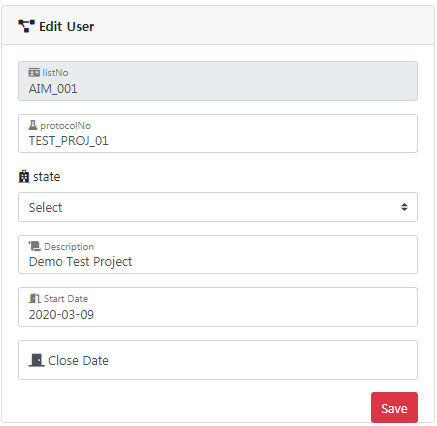 Edit User
listNo
AIM_001
protocolNo
TEST_PROJ_01
state
Select
Description
Demo Test Project
Start Date
2020-03-09
Close Date
Save